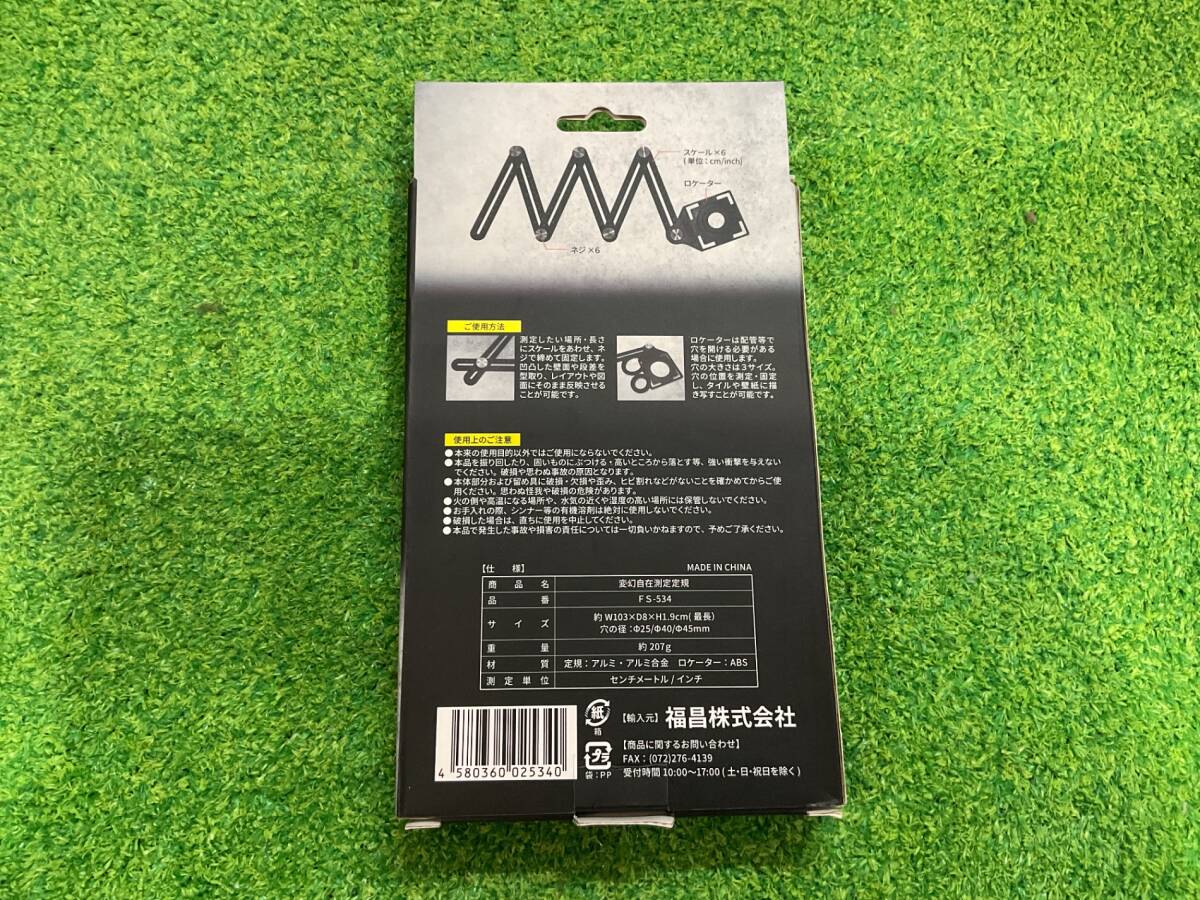 スケール×6
(単位:cm/inch)
ロケーター
ネジ×6
ご使用方法
測定したい場所・長さ
にスケールをあわせ、ネ
ジで締めて固定します。
凹凸した壁面や段差を
型取り、レイアウトや図
面にそのまま反映させる
ことが可能です。
ロケーターは配管等で
穴を開ける必要がある
場合に使用します。
穴の大きさは3サイズ。
穴の位置を測定・固定
し、タイルや壁紙に描
き写すことが可能です。
使用上のご注意
●本来の使用目的以外ではご使用にならないでください。
●本品を振り回したり、固いものにぶつける・高いところから落とす等、強い衝撃を与えない
でください。破損や思わぬ事故の原因となります。
●本体部分および留め具に破損・欠損や歪み、ヒビ割れなどがないことを確かめてからご使
用ください。思わぬ怪我や破損の危険があります。
●火の側や高温になる場所や、水気の近くや湿度の高い場所には保管しないでください。
●お手入れの際、シンナー等の有機溶剤は絶対に使用しないでください。
●破損した場合は、直ちに使用を中止してください。
●本品で発生した事故や損害の責任については一切負いかねますので、予めご了承ください。
【仕 様】 MADE IN CHINA
商品名 変幻自在測定定規
品番 FS-534
サイズ 約W103×D8×H1.9cm(最長)
穴の径:Φ25/Φ40/Φ45mm
重量 約207g
材質 定規:アルミ・アルミ合金 ロケーター:ABS
測定単位 センチメートル/インチ
4 580360 025340
紙
箱
【輸入元】福昌株式会社
プラ
袋:PP
【商品に関するお問い合わせ】
FAX:(072)276-4139
受付時間 10:00〜17:00(土・日・祝日を除く)